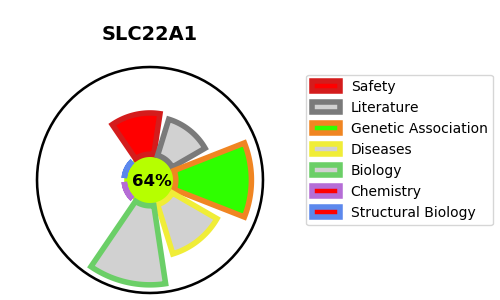 SLC22A1
64%
Safety
Literature
Genetic Association
Diseases
Biology
Chemistry
Structural Biology